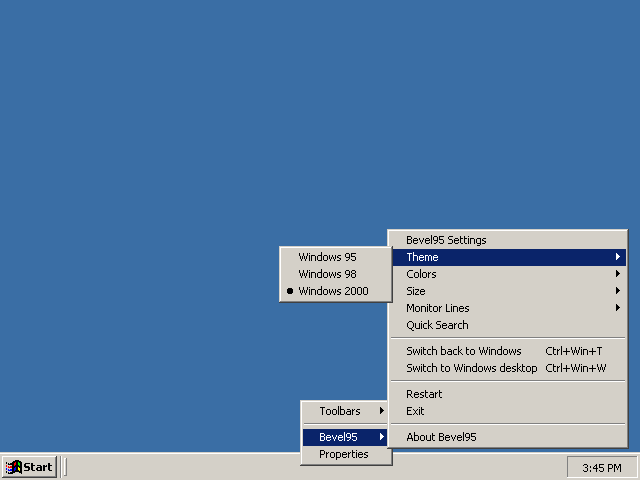 Bevel95 Settings
Theme
Colors
Size
Monitor Lines
Quick Search
Switch back to Windows Ctrl+Win+T
Switch to Windows desktop Ctrl+Win+W
Restart
Exit
About Bevel95
Windows 95
Windows 98
Windows 2000
Toolbars
Bevel95
Properties
Start
3:45 PM